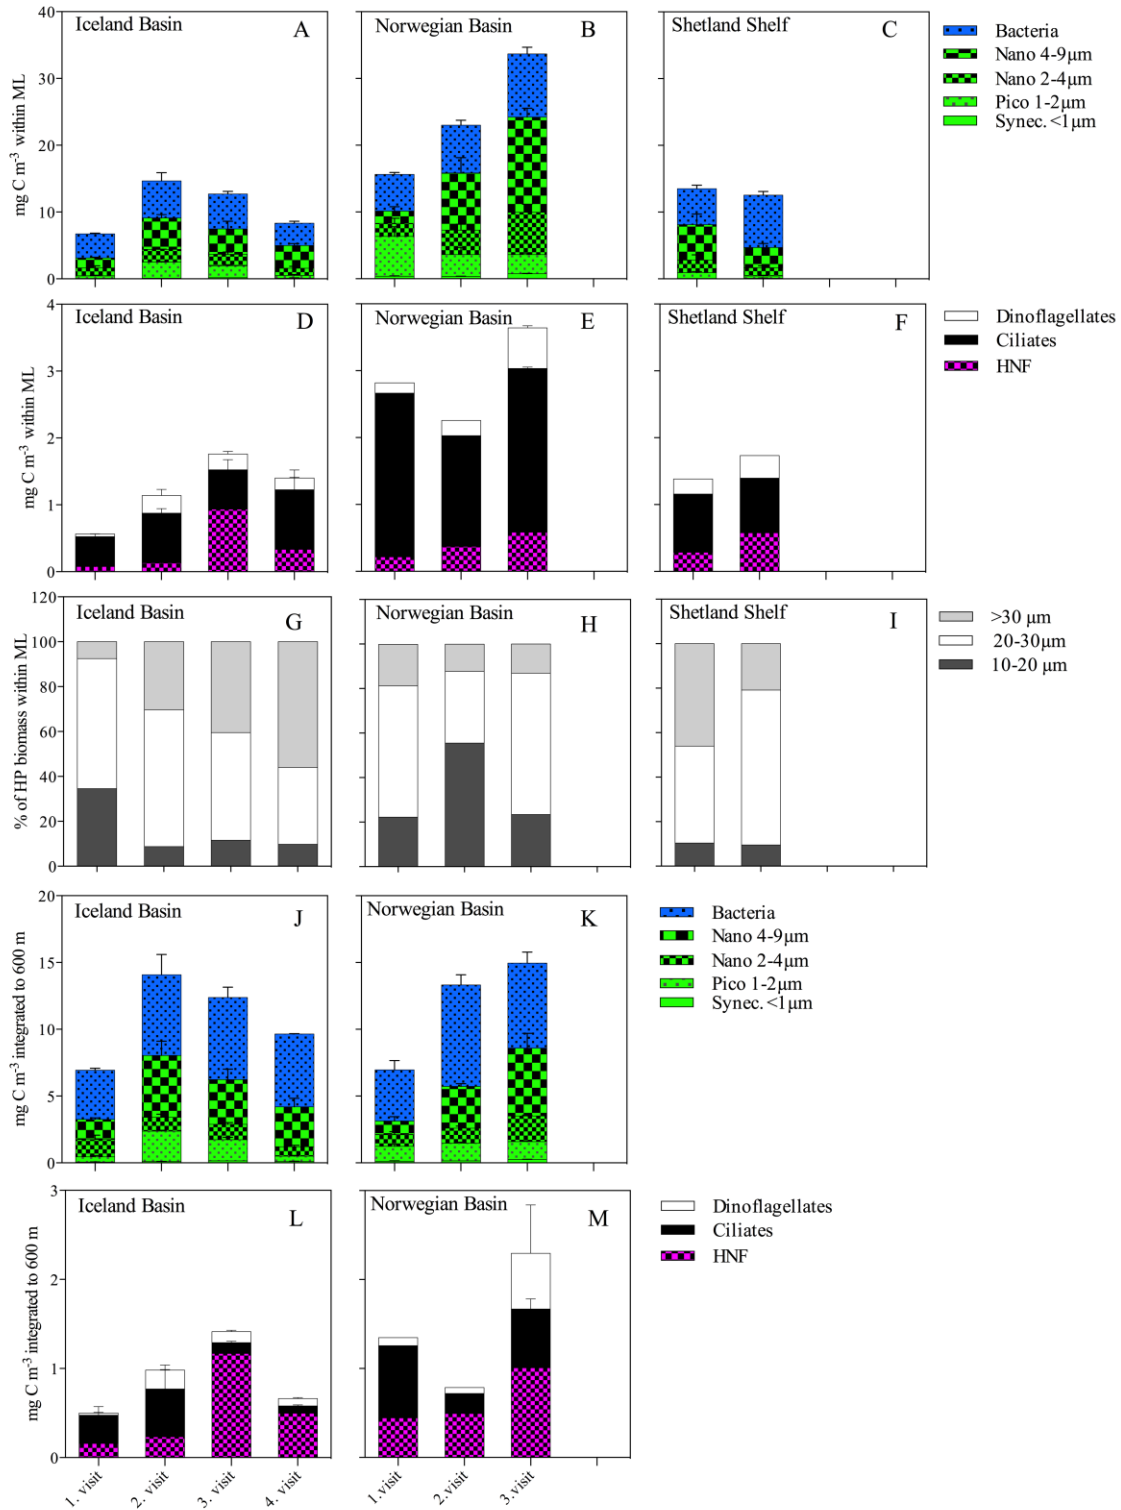 Iceland Basin A
Norwegian Basin B
Shetland Shelf C
mg C m⁻³ within ML
40
30
20
10
0
Bacteria
Nano 4-9µm
Nano 2-4µm
Pico 1-2µm
Synec. <1µm
Iceland Basin D
Norwegian Basin E
Shetland Shelf F
mg C m⁻³ within ML
4
3
2
1
0
Dinoflagellates
Ciliates
HNF
Iceland Basin G
Norwegian Basin H
Shetland Shelf I
% of HP biomass within ML
120
100
80
60
40
20
0
>30 µm
20-30µm
10-20 µm
Iceland Basin J
Norwegian Basin K
mg C m⁻³ integrated to 600 m
20
15
10
5
0
Bacteria
Nano 4-9µm
Nano 2-4µm
Pico 1-2µm
Synec. <1µm
Iceland Basin L
Norwegian Basin M
mg C m⁻³ integrated to 600 m
3
2
1
0
Dinoflagellates
Ciliates
HNF
1. visit
2. visit
3. visit
4. visit
1.visit
2.visit
3.visit